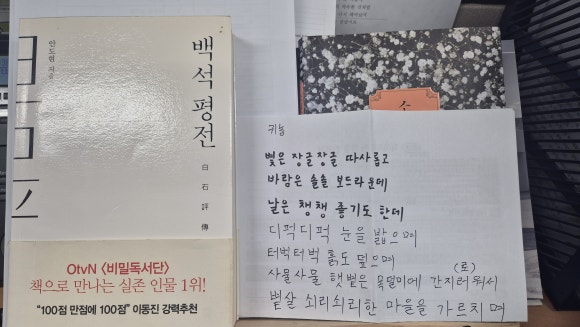 안도현 지음
백석 평전
白石評傳
OtvN <비밀독서단>
책으로 만나는 실존 인물 1위!
“100점 만점에 100점” 이동진 강력추천
귀농
볓은 장글장글 따사롭고
바람은 솔솔 보드라운데
날은 챙챙 좋기도 한데
디퍽디퍽 눈을 밟으며
터벅터벅 흙도 덮으며
사물사물 햇볕은 목덜미에 간지러워서
(로)
볕살 쇠리쇠리한 마을을 가르치며